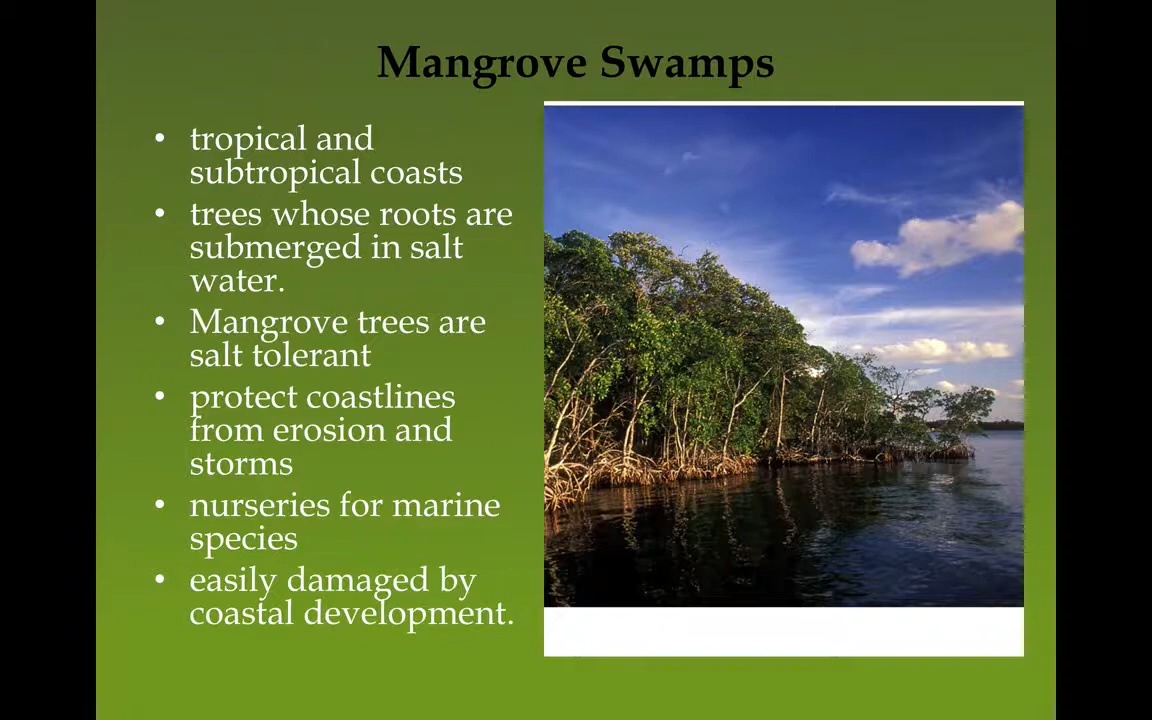 Mangrove Swamps
• tropical and
subtropical coasts
• trees whose roots are
submerged in salt
water.
• Mangrove trees are
salt tolerant
• protect coastlines
from erosion and
storms
• nurseries for marine
species
• easily damaged by
coastal development.